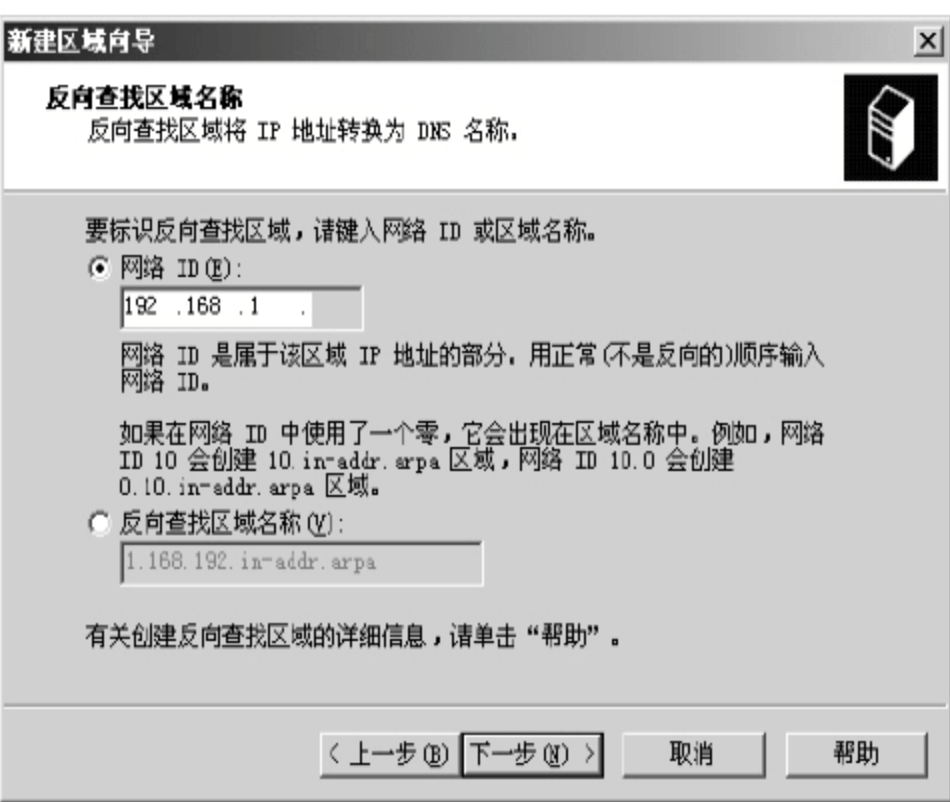 新建区域向导
反向查找区域名称
反向查找区域将 IP 地址转换为 DNS 名称。
要标识反向查找区域，请键入网络 ID 或区域名称。
网络 ID(E):
192 .168 .1 .
网络 ID 是属于该区域 IP 地址的部分。用正常(不是反向的)顺序输入
网络 ID。
如果在网络 ID 中使用了一个零，它会出现在区域名称中。例如，网络
ID 10 会创建 10.in-addr.arpa 区域，网络 ID 10.0 会创建
0.10.in-addr.arpa 区域。
反向查找区域名称(V):
1.168.192.in-addr.arpa
有关创建反向查找区域的详细信息，请单击“帮助”。
< 上一步(B) 下一步(N) > 取消 帮助